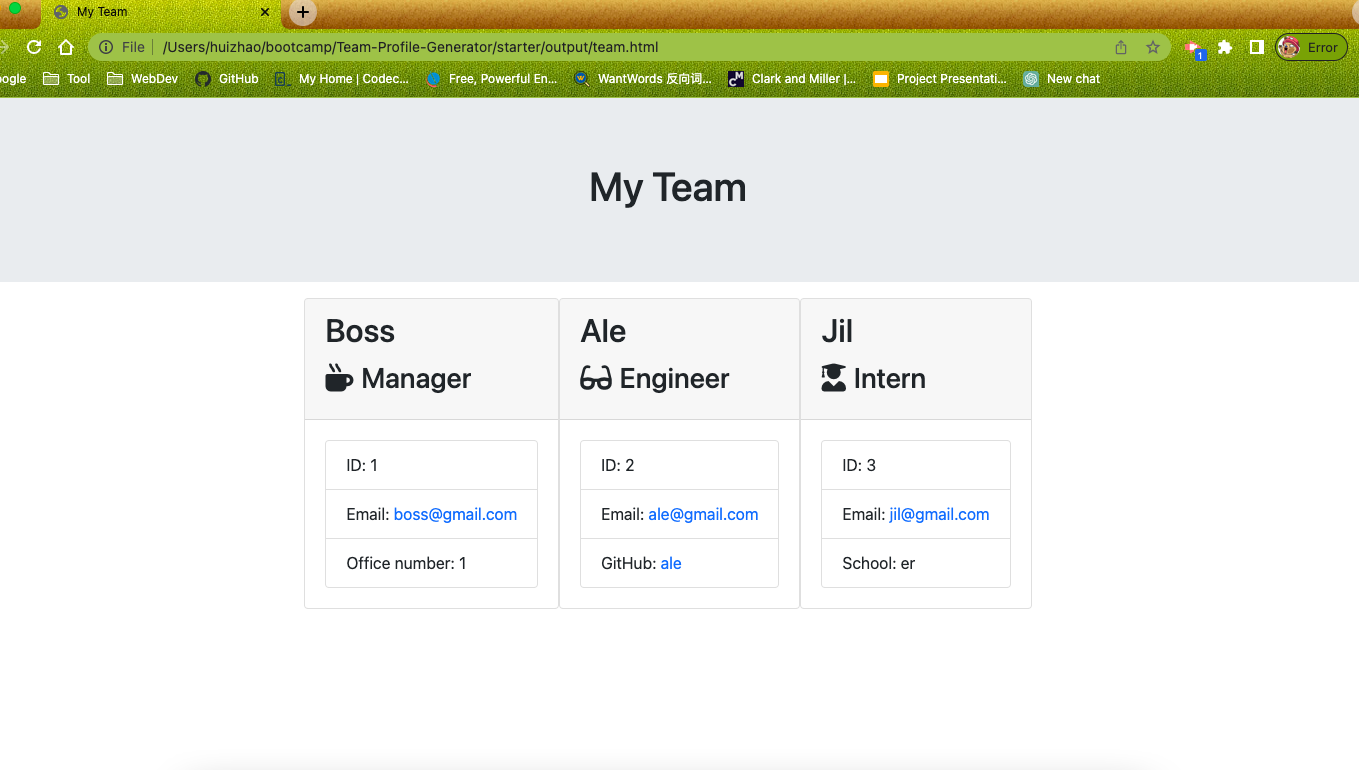 My Team
File /Users/huizhao/bootcamp/Team-Profile-Generator/starter/output/team.html
1
Error
ogle Tool WebDev GitHub My Home | Codec... Free, Powerful En... WantWords 反向词... Clark and Miller |... Project Presentati... New chat
My Team
Boss
Manager
ID: 1
Email: boss@gmail.com
Office number: 1
Ale
Engineer
ID: 2
Email: ale@gmail.com
GitHub: ale
Jil
Intern
ID: 3
Email: jil@gmail.com
School: er